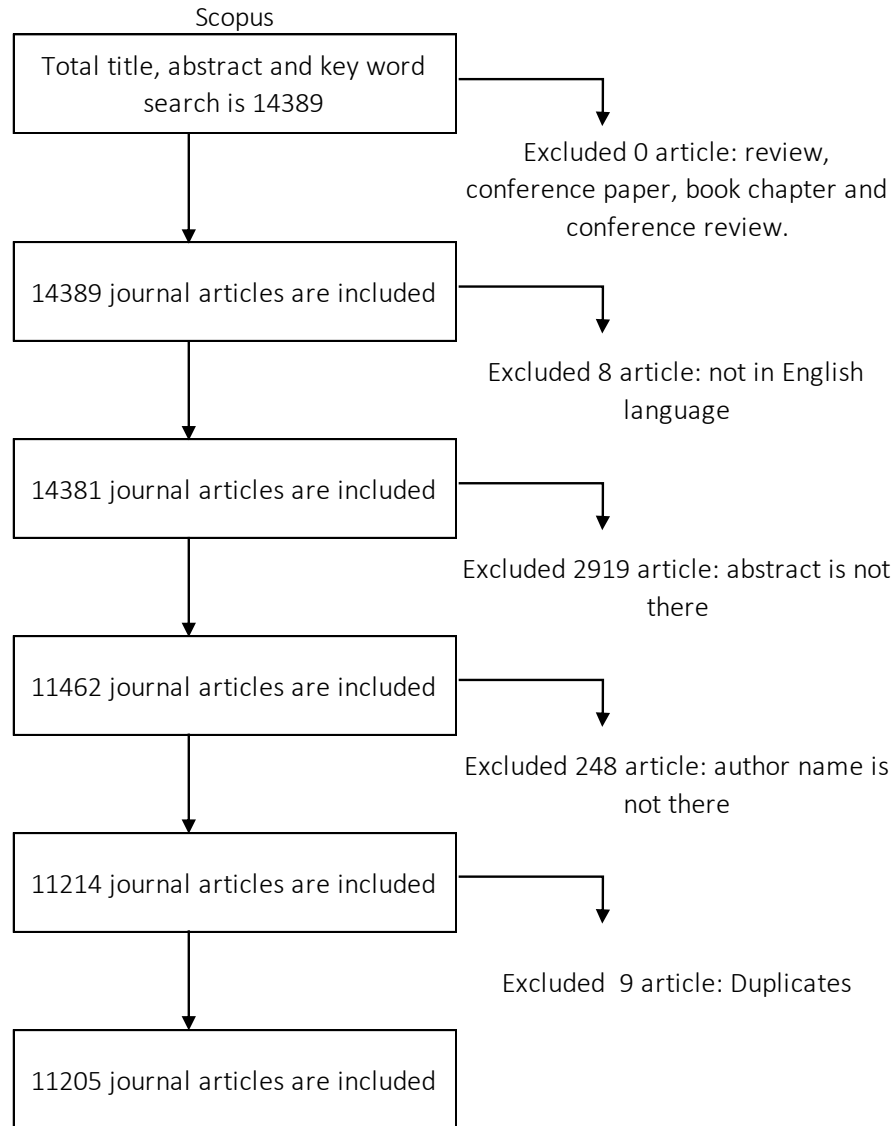 Scopus
Total title, abstract and key word
search is 14389
Excluded 0 article: review,
conference paper, book chapter and
conference review.
14389 journal articles are included
Excluded 8 article: not in English
language
14381 journal articles are included
Excluded 2919 article: abstract is not
there
11462 journal articles are included
Excluded 248 article: author name is
not there
11214 journal articles are included
Excluded  9 article: Duplicates
11205 journal articles are included